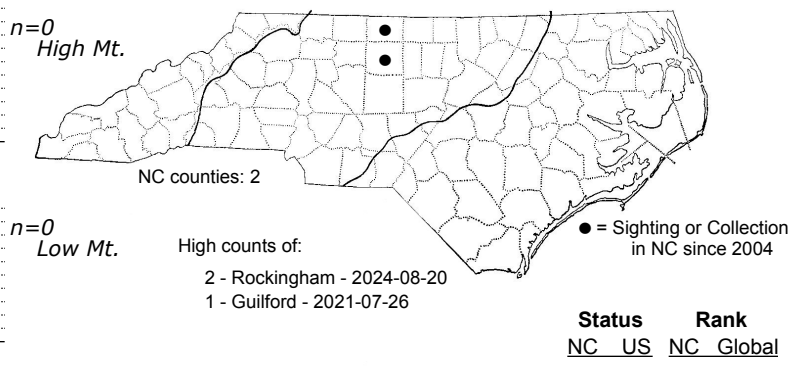 n=0
High Mt.
NC counties: 2
n=0
Low Mt.
High counts of:
2 - Rockingham - 2024-08-20
1 - Guilford - 2021-07-26
● = Sighting or Collection
in NC since 2004
Status Rank
NC US NC Global